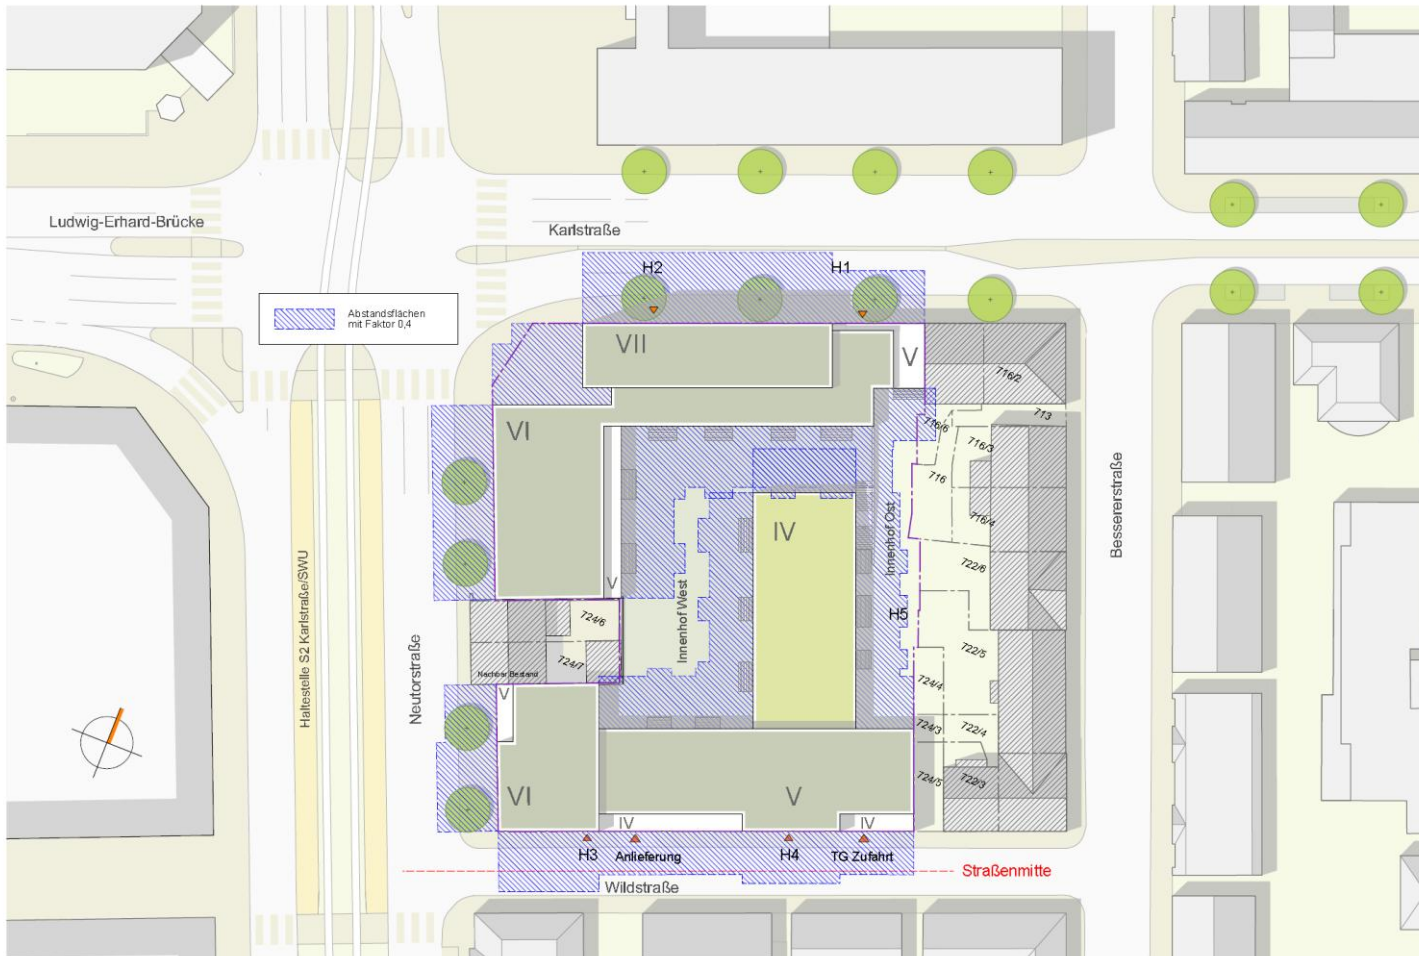 Ludwig-Erhard-Brücke
Karlstraße
H2
H1
Abstandsflächen
mit Faktor 0,4
VII
V
716/2
VI
716/6
713
716/3
716
716/4
IV
Innenhof Ost
Innenhof West
722/6
Besssererstraße
Haltestelle S2 Karlstraße/SWU
Neutorstraße
V
724/6
H5
724/7
722/5
Nachbar Bestand
724/4
V
724/3
722/4
724/5
722/3
VI
V
IV
IV
H3
Anlieferung
H4
TG Zufahrt
Straßenmitte
Wildstraße